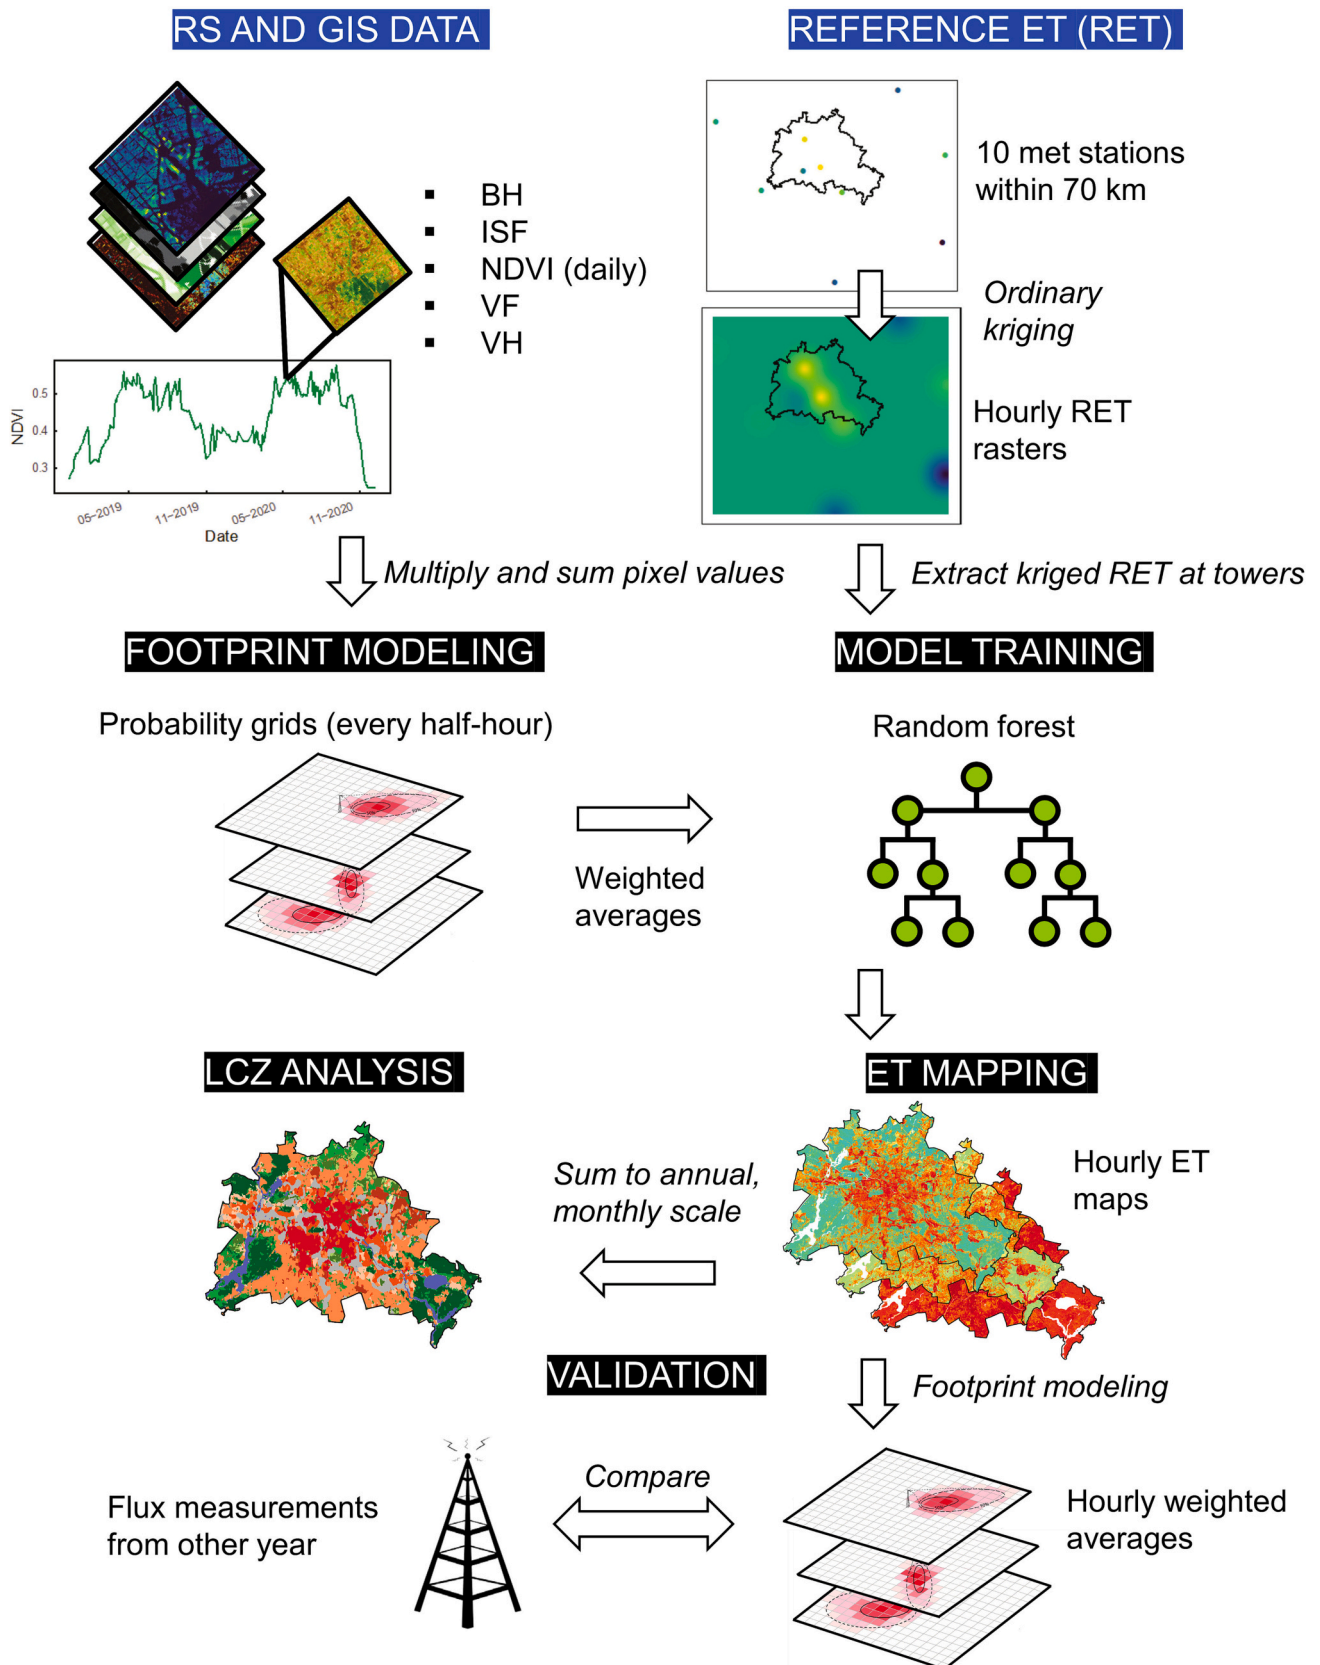 RS AND GIS DATA
REFERENCE ET (RET)
▪ BH
▪ ISF
▪ NDVI (daily)
▪ VF
▪ VH
10 met stations
within 70 km
Ordinary
kriging
Hourly RET
rasters
NDVI
0.5
0.4
0.3
05-2019
11-2019
05-2020
11-2020
Date
Multiply and sum pixel values
Extract kriged RET at towers
FOOTPRINT MODELING
MODEL TRAINING
Probability grids (every half-hour)
Random forest
Weighted
averages
LCZ ANALYSIS
ET MAPPING
Sum to annual,
monthly scale
Hourly ET
maps
VALIDATION
Footprint modeling
Flux measurements
from other year
Compare
Hourly weighted
averages